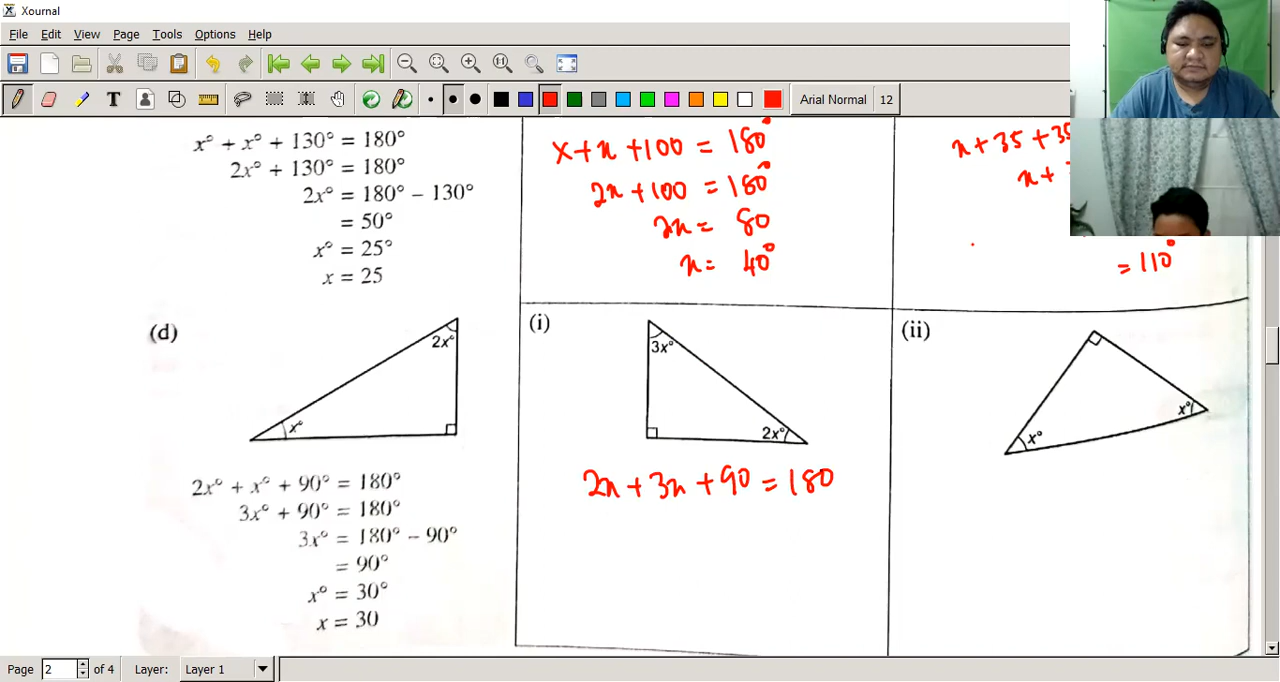 Xournal
File Edit View Page Tools Options Help
Arial Normal 12
x° + x° + 130° = 180°
2x° + 130° = 180°
2x° = 180° − 130°
= 50°
x° = 25°
x = 25
x + x + 100 = 180°
2x + 100 = 180°
2x = 80
x = 40°
x + 35 + 35
x +
= 110°
(d)
2x°
x°
2x° + x° + 90° = 180°
3x° + 90° = 180°
3x° = 180° − 90°
= 90°
x° = 30°
x = 30
(i)
3x°
2x°
2x + 3x + 90 = 180
(ii)
x°
x°
Page 2 of 4 Layer: Layer 1